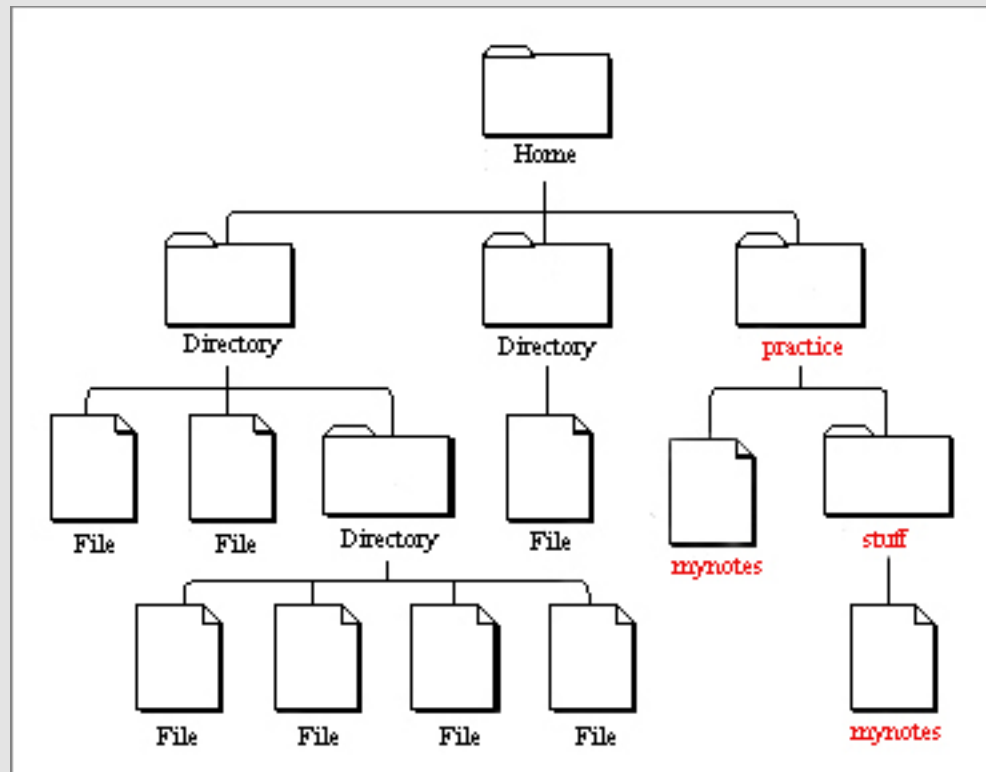 Home
Directory
Directory
practice
File
File
Directory
File
mynotes
stuff
File
File
File
File
mynotes